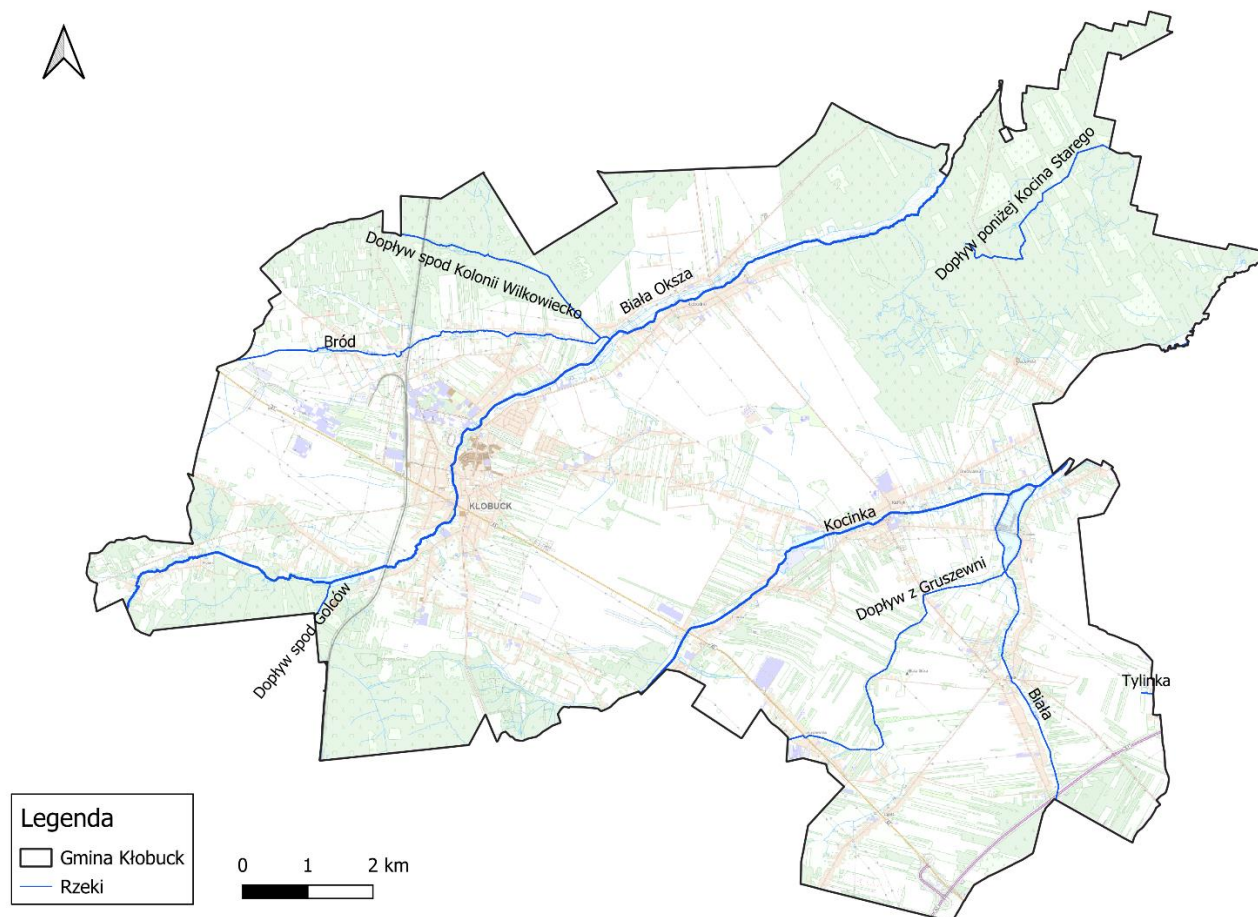 Dopływ poniżej Kocina Starego
Dopływ spod Kolonii Wilkowiecko
Biała Oksza
Bród
KŁOBUCK
Kocinka
Dopływ z Gruszewni
Dopływ spod Golców
Tylinka
Biała
Legenda
Gmina Kłobuck
Rzeki
0 1 2 km